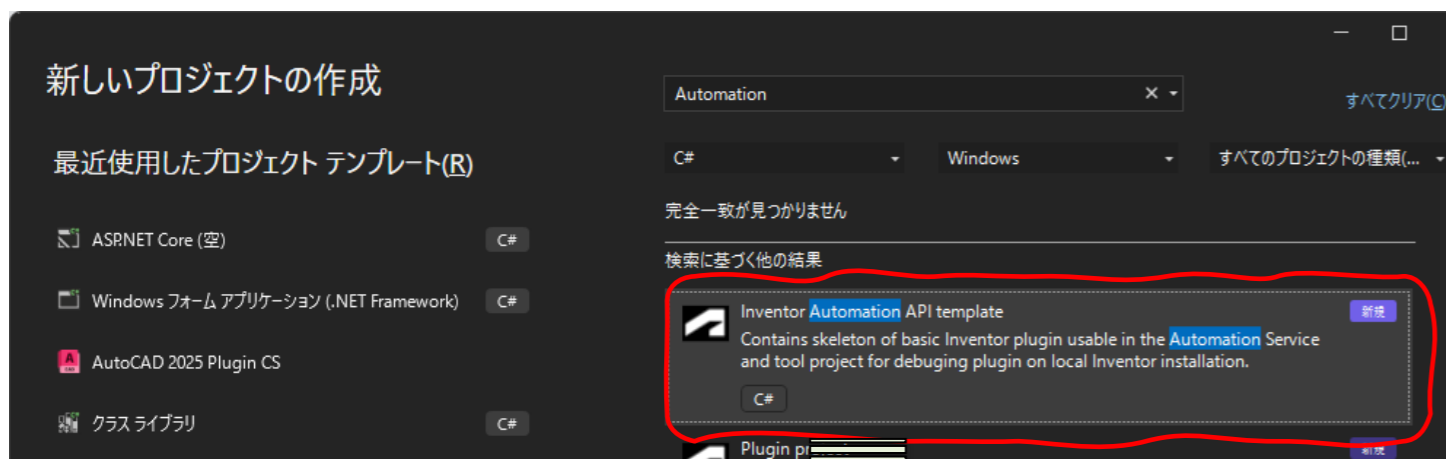 新しいプロジェクトの作成
最近使用したプロジェクト テンプレート(R)
ASP.NET Core (空) C#
Windows フォーム アプリケーション (.NET Framework) C#
AutoCAD 2025 Plugin CS
クラス ライブラリ C#
Automation
すべてクリア(C)
C# Windows すべてのプロジェクトの種類(...
完全一致が見つかりません
検索に基づく他の結果
Inventor Automation API template 新規
Contains skeleton of basic Inventor plugin usable in the Automation Service
and tool project for debuging plugin on local Inventor installation.
C#
Plugin 新規